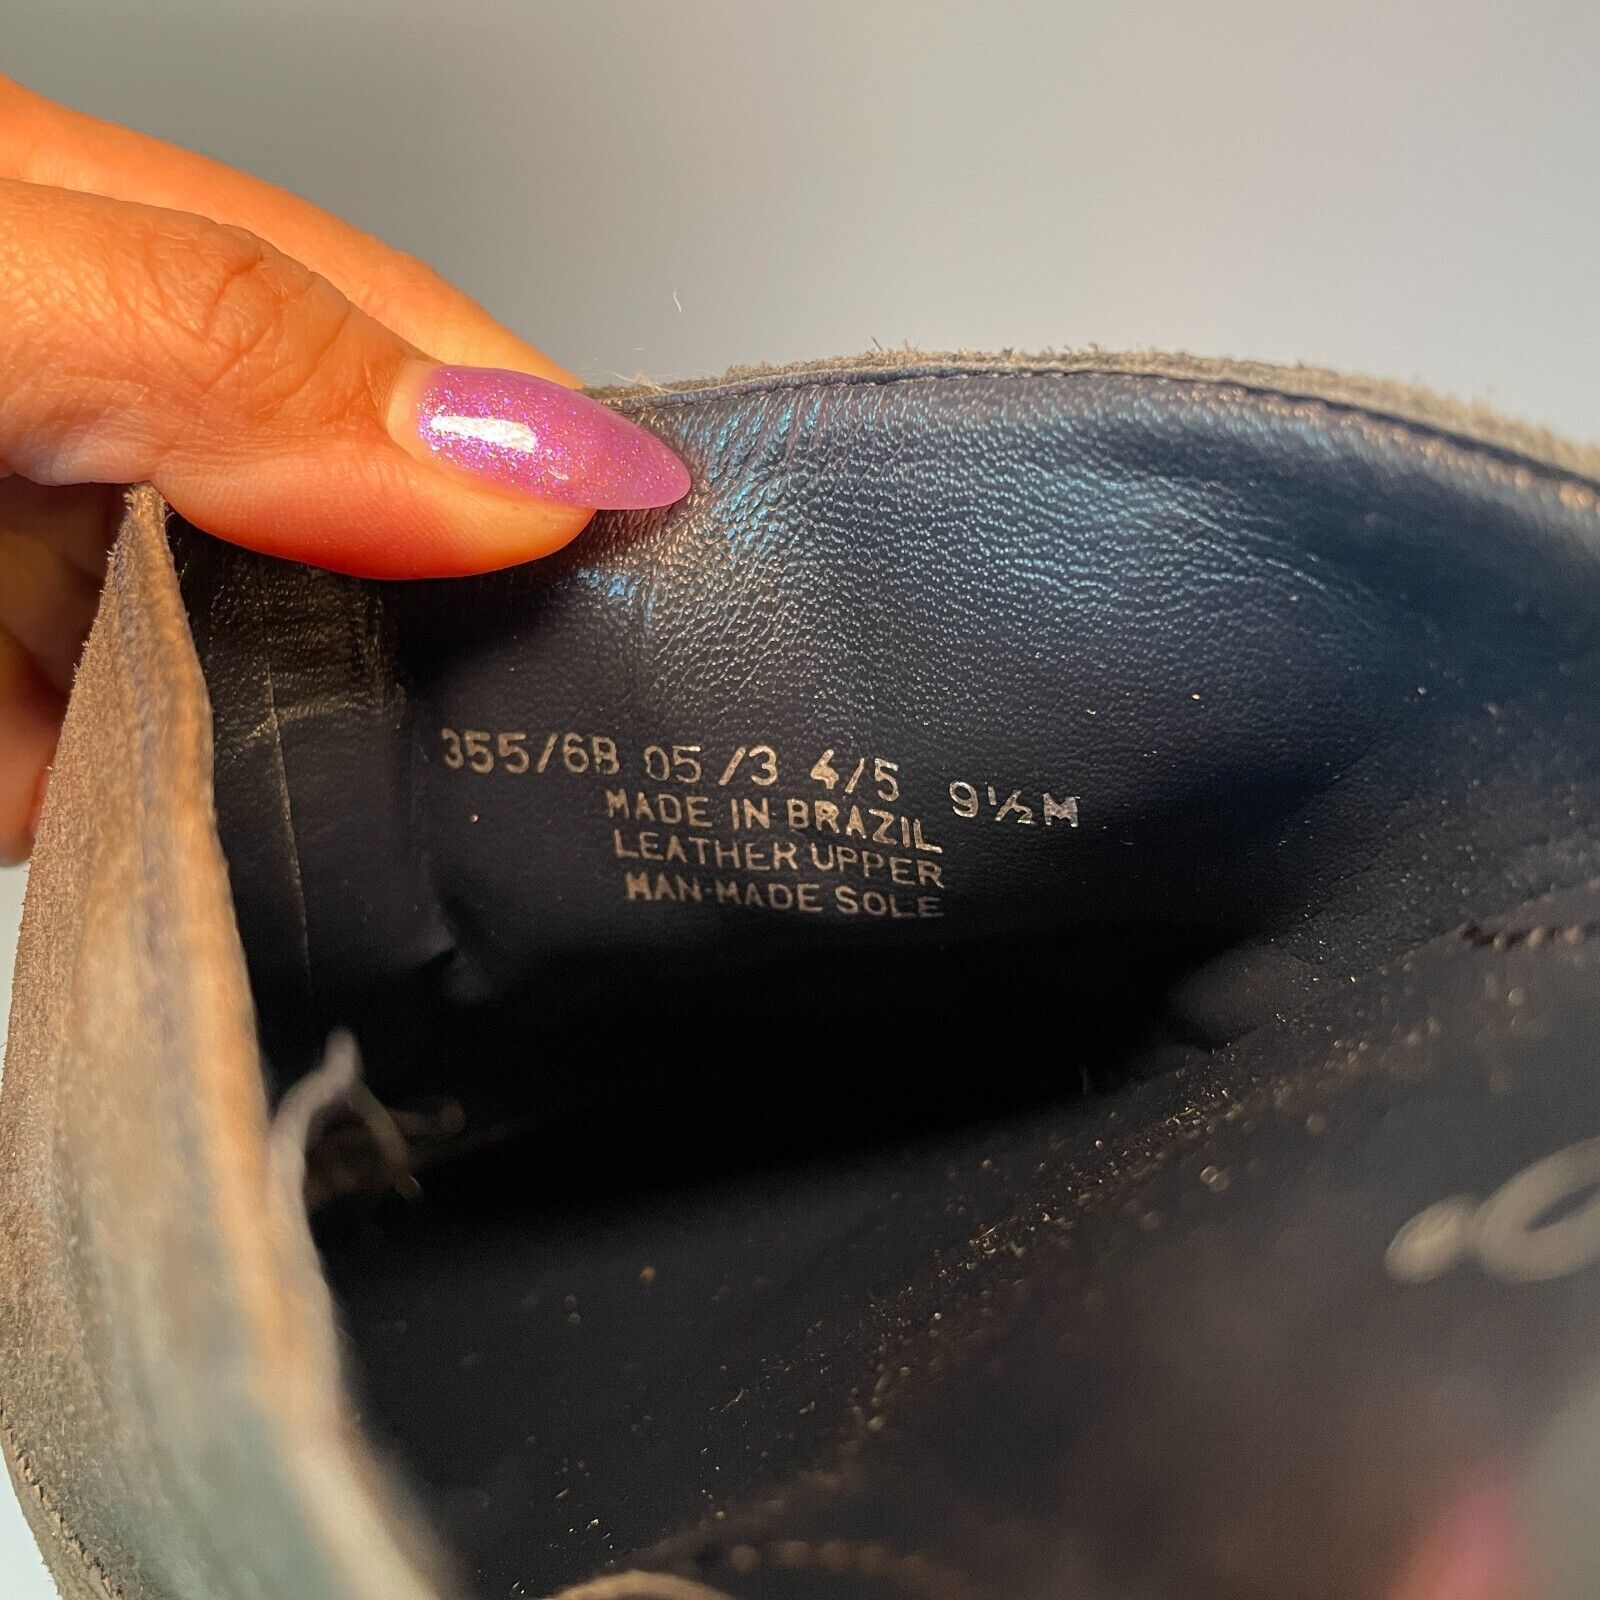 355/6B 05/3 4/5 9½M
MADE IN BRAZIL
LEATHER UPPER
MAN-MADE SOLE